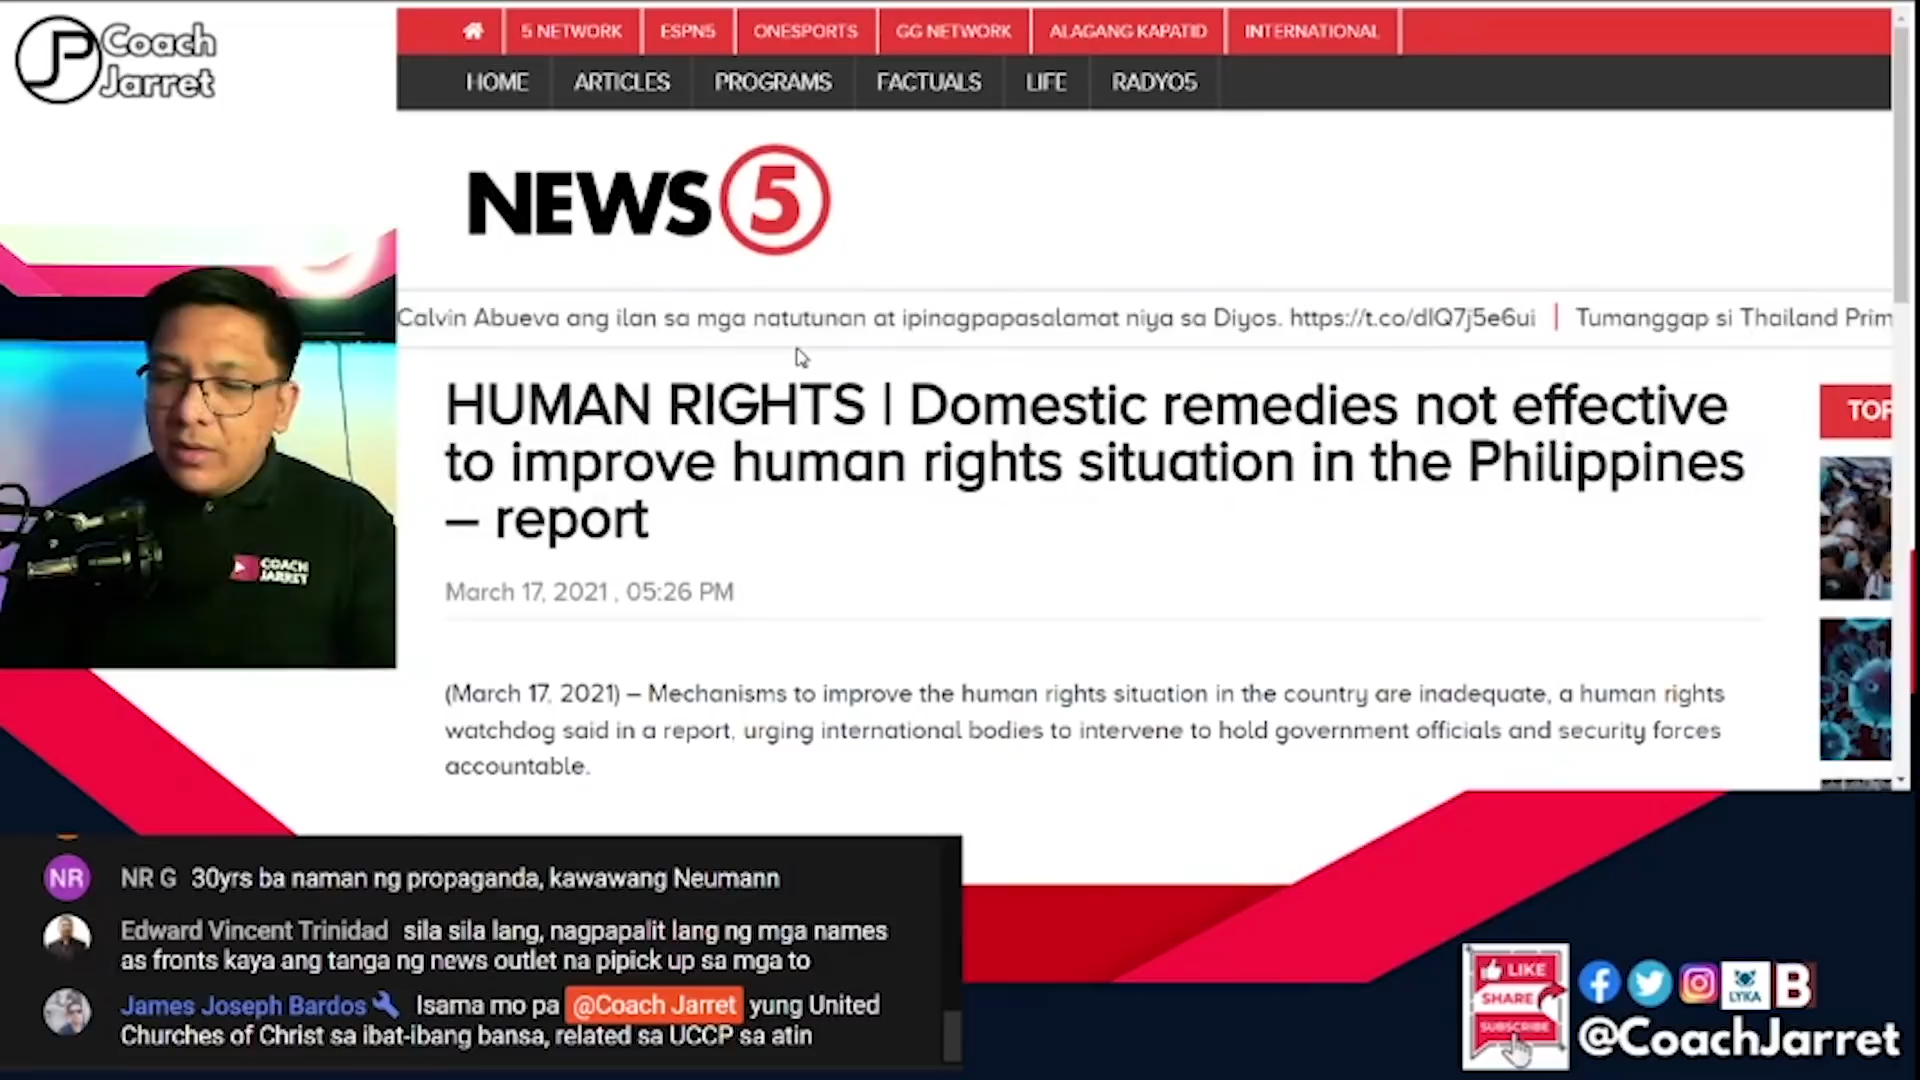 Coach
Jarret
5 NETWORK ESPN5 ONESPORTS GG NETWORK ALAGANG KAPATID INTERNATIONAL
HOME ARTICLES PROGRAMS FACTUALS LIFE RADYO5
NEWS 5
Calvin Abueva ang ilan sa mga natutunan at ipinagpapasalamat niya sa Diyos. https://t.co/dIQ7j5e6ui | Tumanggap si Thailand Prim
HUMAN RIGHTS | Domestic remedies not effective
to improve human rights situation in the Philippines
– report
TOP
March 17, 2021 , 05:26 PM
(March 17, 2021) – Mechanisms to improve the human rights situation in the country are inadequate, a human rights
watchdog said in a report, urging international bodies to intervene to hold government officials and security forces
accountable.
COACH
JARRET
NR NR G 30yrs ba naman ng propaganda, kawawang Neumann
Edward Vincent Trinidad sila sila lang, nagpapalit lang ng mga names
as fronts kaya ang tanga ng news outlet na pipick up sa mga to
James Joseph Bardos Isama mo pa @Coach Jarret yung United
Churches of Christ sa ibat-ibang bansa, related sa UCCP sa atin
LIKE
SHARE
SUBSCRIBE
LYKA
B
@CoachJarret